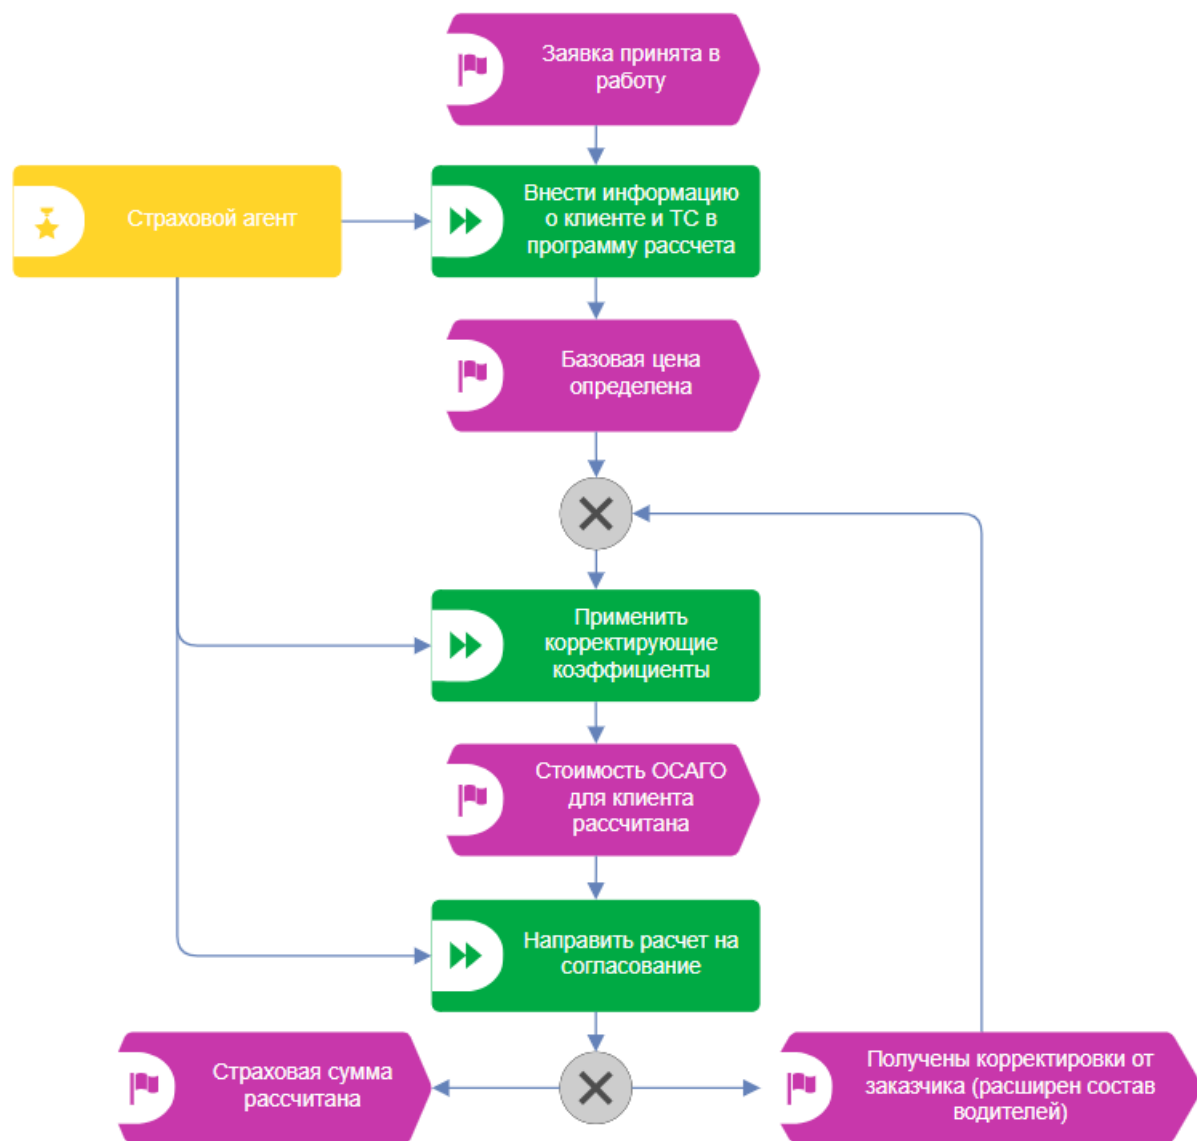 Заявка принята в
работу
Страховой агент
Внести информацию
о клиенте и ТС в
программу рассчета
Базовая цена
определена
Применить
корректирующие
коэффициенты
Стоимость ОСАГО
для клиента
рассчитана
Направить расчет на
согласование
Страховая сумма
рассчитана
Получены корректировки от
заказчика (расширен состав
водителей)